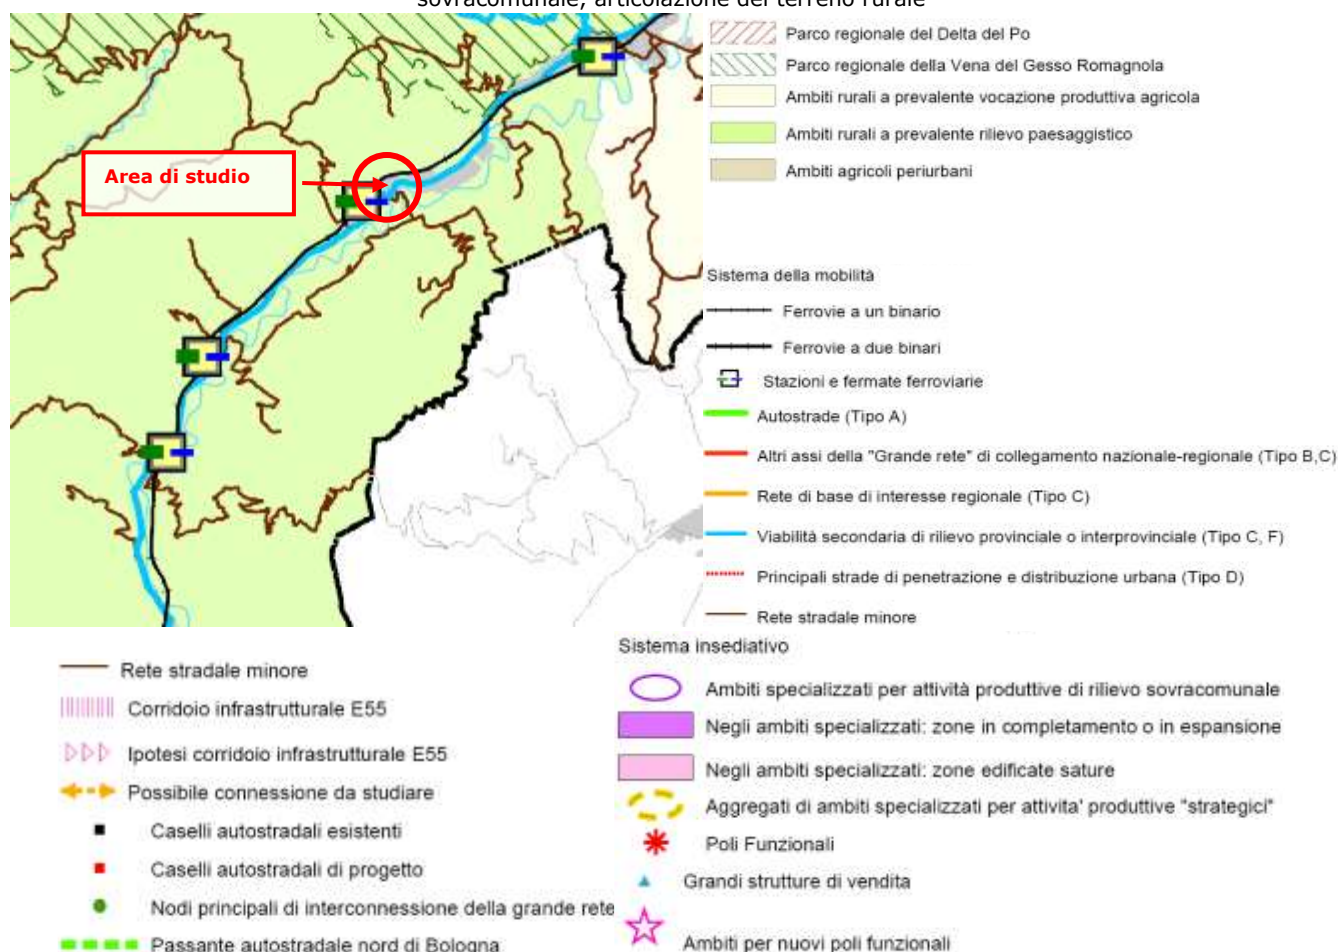 sovracomunale; articolazione del terreno rurale
Area di studio
Parco regionale del Delta del Po
Parco regionale della Vena del Gesso Romagnola
Ambiti rurali a prevalente vocazione produttiva agricola
Ambiti rurali a prevalente rilievo paesaggistico
Ambiti agricoli periurbani
Sistema della mobilità
Ferrovie a un binario
Ferrovie a due binari
Stazioni e fermate ferroviarie
Autostrade (Tipo A)
Altri assi della "Grande rete" di collegamento nazionale-regionale (Tipo B,C)
Rete di base di interesse regionale (Tipo C)
Viabilità secondaria di rilievo provinciale o interprovinciale (Tipo C, F)
Principali strade di penetrazione e distribuzione urbana (Tipo D)
Rete stradale minore
Rete stradale minore
Corridoio infrastrutturale E55
Ipotesi corridoio infrastrutturale E55
Possibile connessione da studiare
Caselli autostradali esistenti
Caselli autostradali di progetto
Nodi principali di interconnessione della grande rete
Passante autostradale nord di Bologna
Sistema insediativo
Ambiti specializzati per attività produttive di rilievo sovracomunale
Negli ambiti specializzati: zone in completamento o in espansione
Negli ambiti specializzati: zone edificate sature
Aggregati di ambiti specializzati per attivita' produttive "strategici"
Poli Funzionali
Grandi strutture di vendita
Ambiti per nuovi poli funzionali